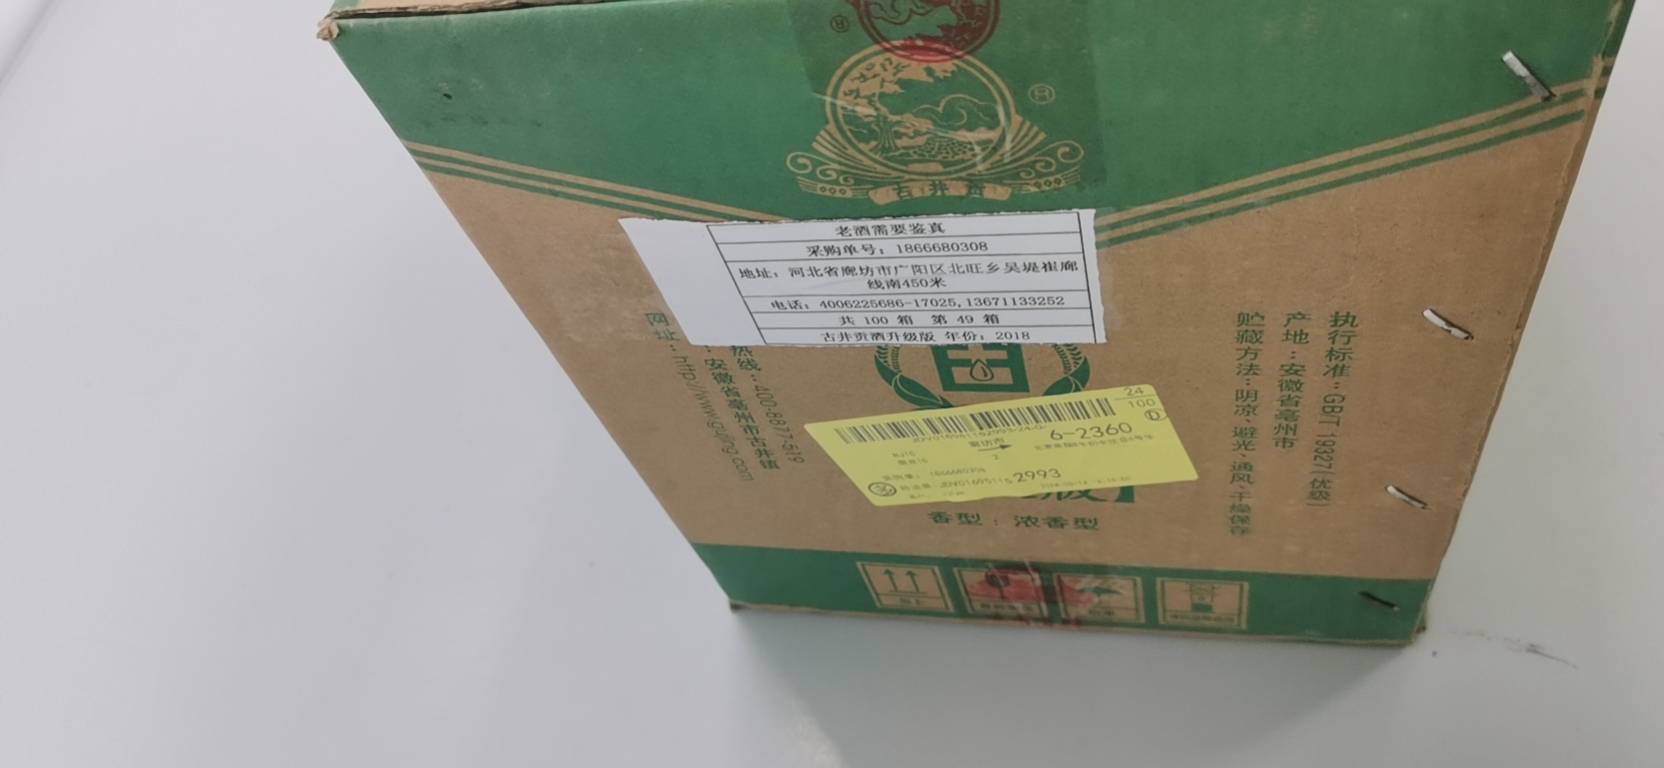 古井贡
老酒需要鉴真
采购单号：1866680308
地址：河北省廊坊市广阳区北旺乡吴堤崔廊
线南450米
电话：4006225686-17025,13671133252
共 100 箱 第 49 箱
古井贡酒升级版 年份：2018
执行标准：GB/T 19327(优级)
产地：安徽省亳州市
贮藏方法：阴凉、避光、通风、干燥保存
热线：400-8877-519
安徽省亳州市古井镇
网址：http://www.gujing.com
24
100
6-2360
2993
版】
香型：浓香型